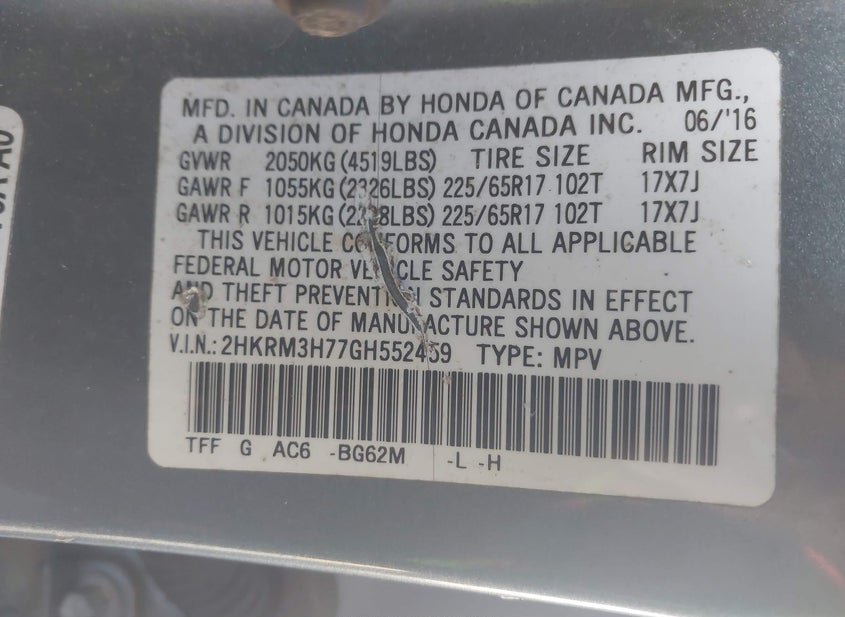 MFD. IN CANADA BY HONDA OF CANADA MFG.,
A DIVISION OF HONDA CANADA INC. 06/'16
GVWR 2050KG (4519LBS) TIRE SIZE RIM SIZE
GAWR F 1055KG (2326LBS) 225/65R17 102T 17X7J
GAWR R 1015KG (2238LBS) 225/65R17 102T 17X7J
THIS VEHICLE CONFORMS TO ALL APPLICABLE
FEDERAL MOTOR VEHICLE SAFETY
AND THEFT PREVENTION STANDARDS IN EFFECT
ON THE DATE OF MANUFACTURE SHOWN ABOVE.
V.I.N.: 2HKRM3H77GH552459 TYPE: MPV
TFF G AC6 -BG62M -L -H